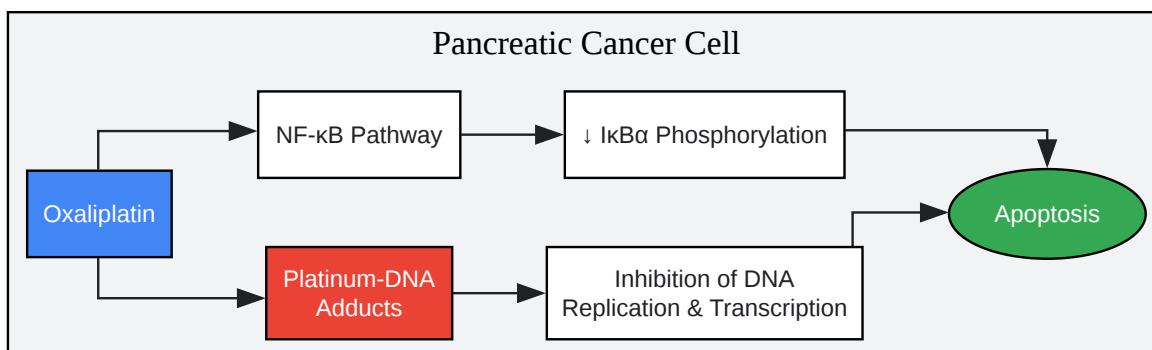 Pancreatic Cancer Cell
NF-κB Pathway
↓ IκBα Phosphorylation
Oxaliplatin
Apoptosis
Platinum-DNA
Adducts
Inhibition of DNA
Replication & Transcription